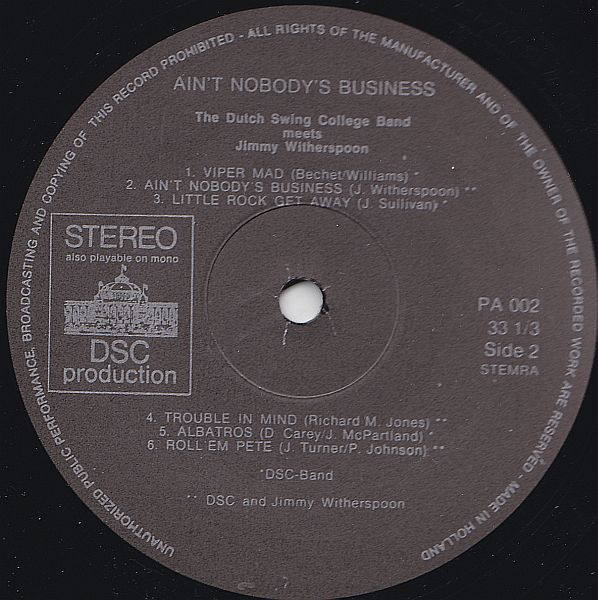 UNAUTHORIZED PUBLIC PERFORMANCE, BROADCASTING AND COPYING OF THIS RECORD PROHIBITED - ALL RIGHTS OF THE MANUFACTURER AND OF THE OWNER OF THE RECORDED WORK ARE RESERVED - MADE IN HOLLAND
AIN'T NOBODY'S BUSINESS
The Dutch Swing College Band
meets
Jimmy Witherspoon
1. VIPER MAD (Bechet/Williams) *
2. AIN'T NOBODY'S BUSINESS (J. Witherspoon) **
3. LITTLE ROCK GET AWAY (J. Sullivan) *
STEREO
also playable on mono
DSC
production
PA 002
33 1/3
Side 2
STEMRA
4. TROUBLE IN MIND (Richard M. Jones) **
5. ALBATROS (D. Carey/J. McPartland) *
6. ROLL'EM PETE (J. Turner/P. Johnson) **
*DSC-Band
** DSC and Jimmy Witherspoon